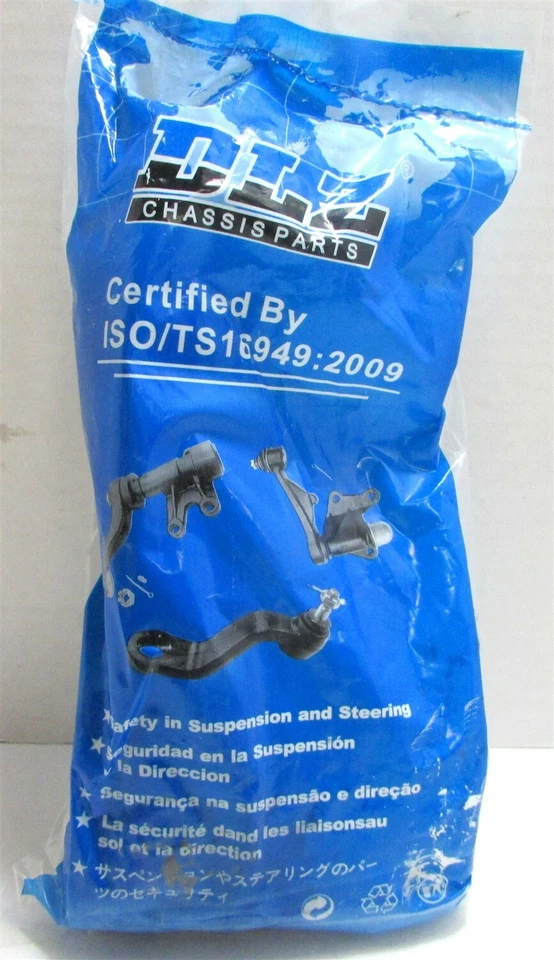 DLZ
CHASSIS PARTS
®
Certified By
ISO/TS16949:2009
Safety in Suspension and Steering
Seguridad en la Suspensión
la Direccion
Segurança na suspensão e direção
La sécurité dand les liaisonsau
sol et la direction
サスペンションやステアリングのパー
ツのセキュリティ